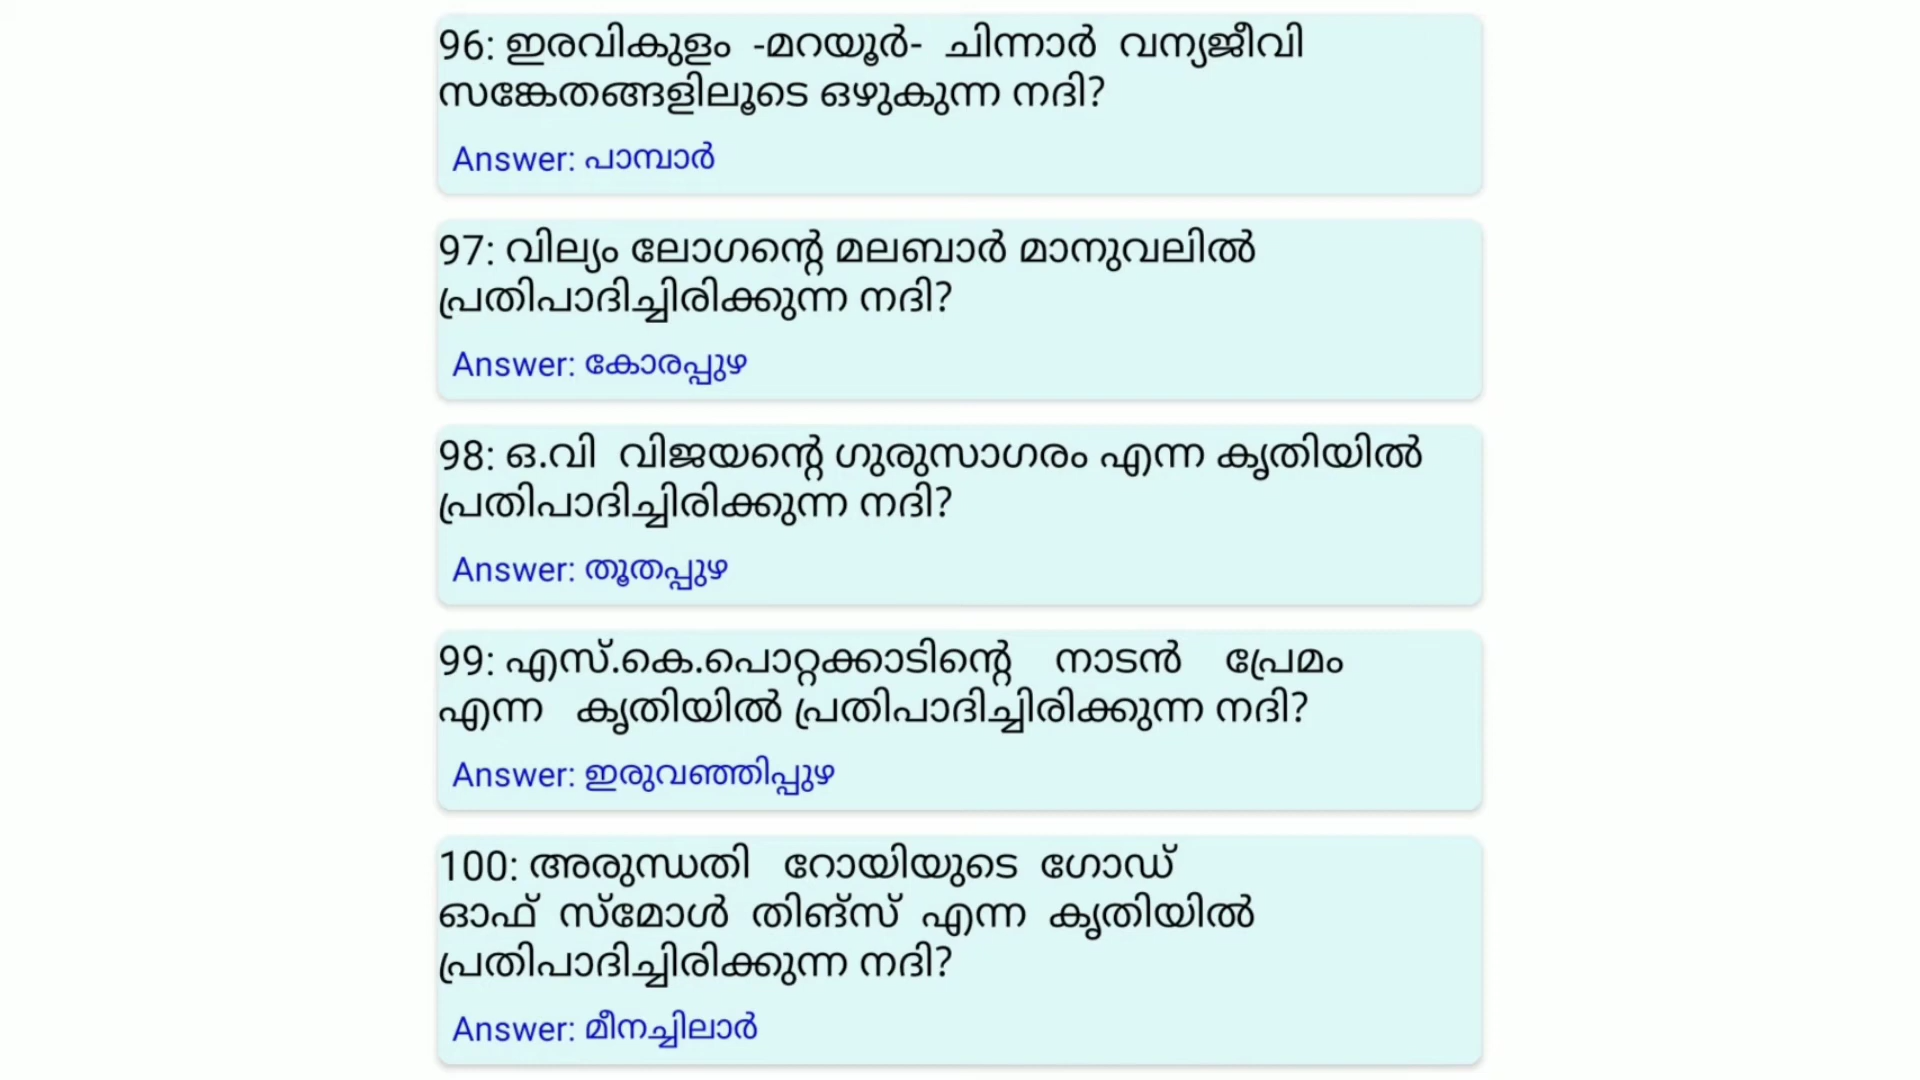 96: ഇരവികുളം -മറയൂർ- ചിന്നാർ വന്യജീവി
സങ്കേതങ്ങളിലൂടെ ഒഴുകുന്ന നദി?
Answer: പാമ്പാർ
97: വില്യം ലോഗന്റെ മലബാർ മാനുവലിൽ
പ്രതിപാദിച്ചിരിക്കുന്ന നദി?
Answer: കോരപ്പുഴ
98: ഒ.വി വിജയന്റെ ഗുരുസാഗരം എന്ന കൃതിയിൽ
പ്രതിപാദിച്ചിരിക്കുന്ന നദി?
Answer: തൂതപ്പുഴ
99: എസ്.കെ.പൊറ്റക്കാടിന്റെ നാടൻ പ്രേമം
എന്ന കൃതിയിൽ പ്രതിപാദിച്ചിരിക്കുന്ന നദി?
Answer: ഇരുവഞ്ഞിപ്പുഴ
100: അരുന്ധതി റോയിയുടെ ഗോഡ്
ഓഫ് സ്മോൾ തിങ്സ് എന്ന കൃതിയിൽ
പ്രതിപാദിച്ചിരിക്കുന്ന നദി?
Answer: മീനച്ചിലാർ